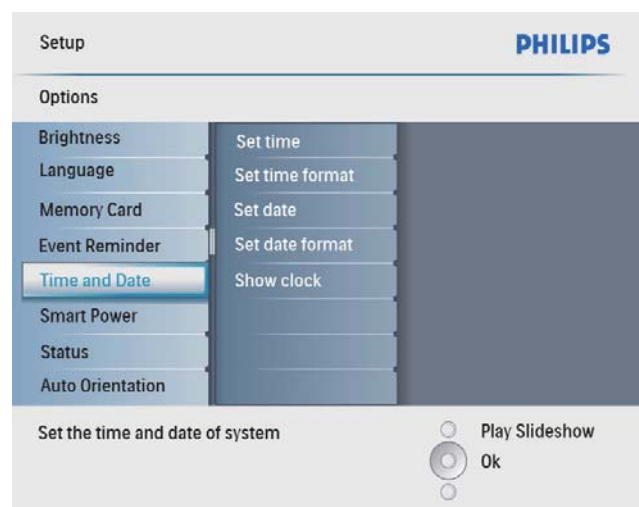 Setup
PHILIPS
Options
Brightness
Language
Memory Card
Event Reminder
Time and Date
Smart Power
Status
Auto Orientation
Set time
Set time format
Set date
Set date format
Show clock
Set the time and date of system
Play Slideshow
Ok